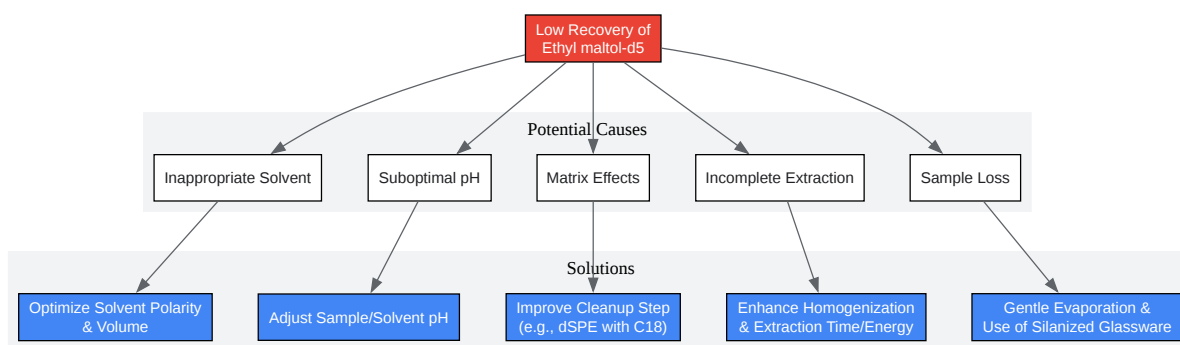 Low Recovery of
Ethyl maltol-d5
Potential Causes
Inappropriate Solvent
Suboptimal pH
Matrix Effects
Incomplete Extraction
Sample Loss
Solutions
Optimize Solvent Polarity
& Volume
Adjust Sample/Solvent pH
Improve Cleanup Step
(e.g., dSPE with C18)
Enhance Homogenization
& Extraction Time/Energy
Gentle Evaporation &
Use of Silanized Glassware